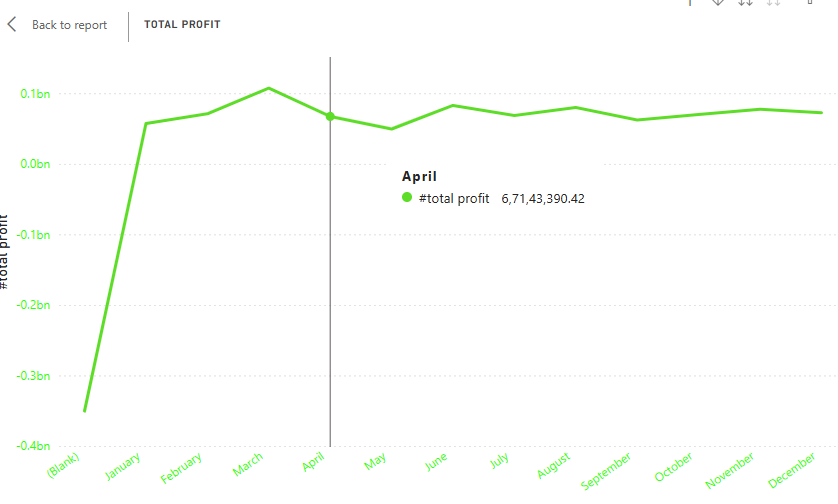 Back to report
TOTAL PROFIT
0.1bn
0.0bn
-0.1bn
-0.2bn
-0.3bn
-0.4bn
#total profit
April
#total profit 6,71,43,390.42
(Blank)
January
February
March
April
May
June
July
August
September
October
November
December